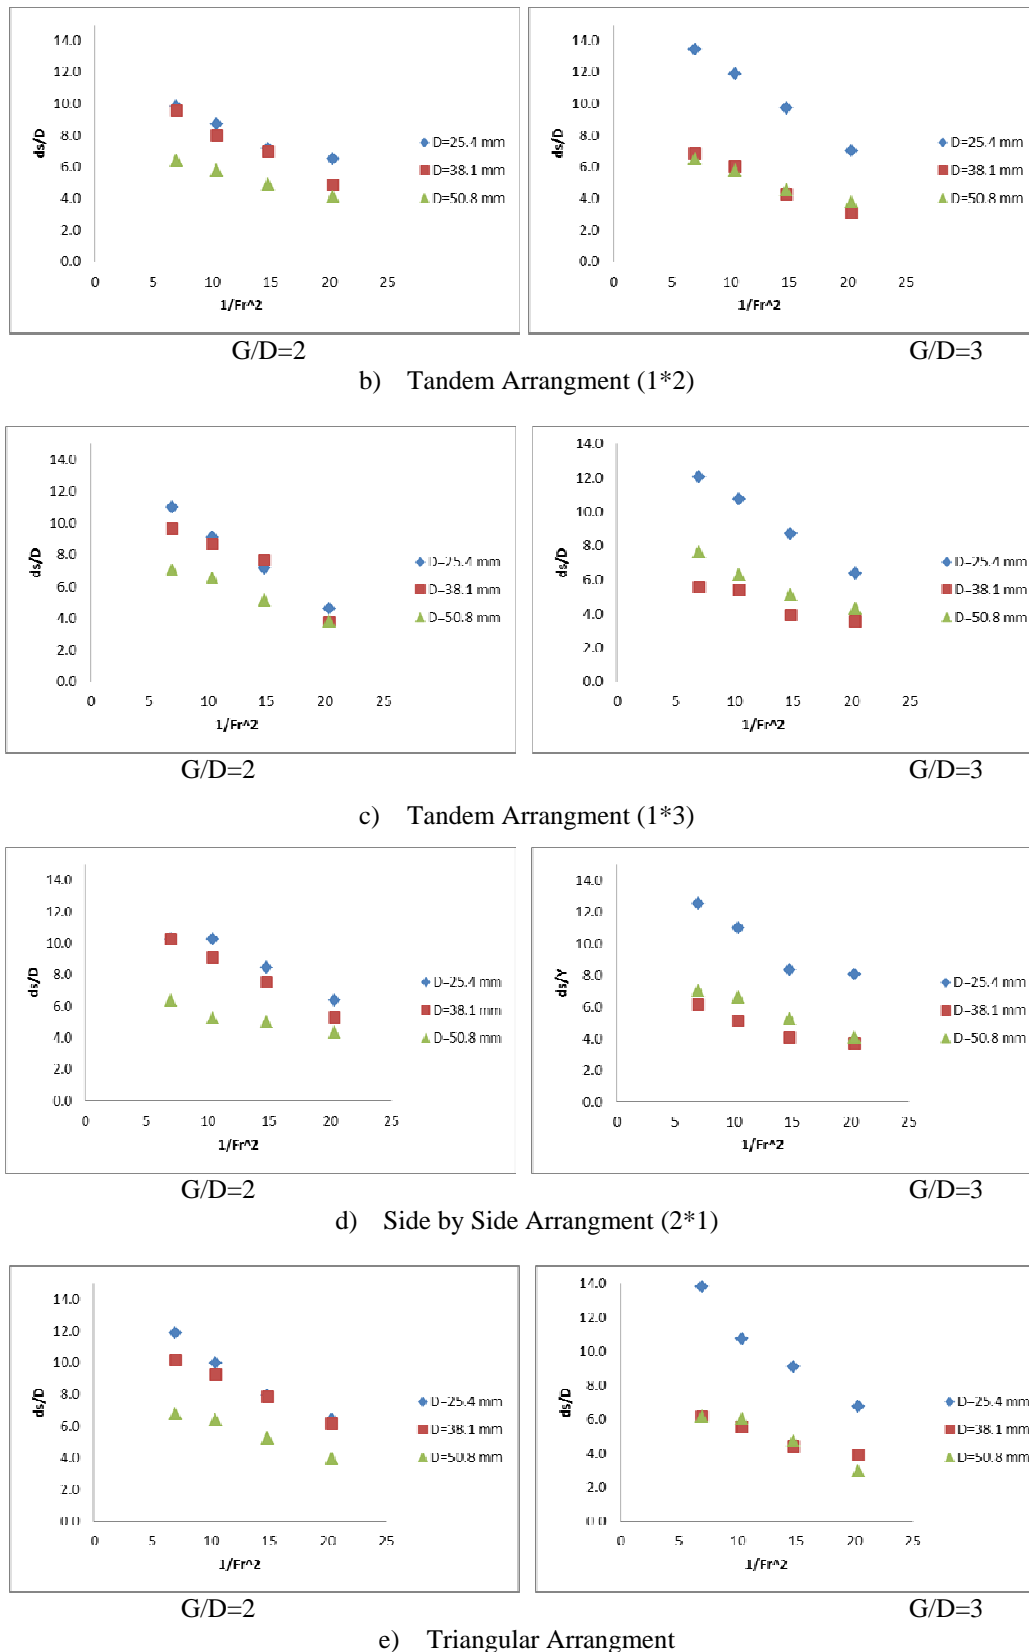 14.0
12.0
10.0
8.0
6.0
4.0
2.0
0.0
ds/D
0 5 10 15 20 25
1/Fr^2
D=25.4 mm
D=38.1 mm
D=50.8 mm
14.0
12.0
10.0
8.0
6.0
4.0
2.0
0.0
ds/D
0 5 10 15 20 25
1/Fr^2
D=25.4 mm
D=38.1 mm
D=50.8 mm
G/D=2 G/D=3
b) Tandem Arrangment (1*2)
14.0
12.0
10.0
8.0
6.0
4.0
2.0
0.0
ds/D
0 5 10 15 20 25
1/Fr^2
D=25.4 mm
D=38.1 mm
D=50.8 mm
14.0
12.0
10.0
8.0
6.0
4.0
2.0
0.0
ds/D
0 5 10 15 20 25
1/Fr^2
D=25.4 mm
D=38.1 mm
D=50.8 mm
G/D=2 G/D=3
c) Tandem Arrangment (1*3)
14.0
12.0
10.0
8.0
6.0
4.0
2.0
0.0
ds/D
0 5 10 15 20 25
1/Fr^2
D=25.4 mm
D=38.1 mm
D=50.8 mm
14.0
12.0
10.0
8.0
6.0
4.0
2.0
0.0
ds/Y
0 5 10 15 20 25
1/Fr^2
D=25.4 mm
D=38.1 mm
D=50.8 mm
G/D=2 G/D=3
d) Side by Side Arrangment (2*1)
14.0
12.0
10.0
8.0
6.0
4.0
2.0
0.0
ds/D
0 5 10 15 20 25
1/Fr^2
D=25.4 mm
D=38.1 mm
D=50.8 mm
14.0
12.0
10.0
8.0
6.0
4.0
2.0
0.0
ds/D
0 5 10 15 20 25
1/Fr^2
D=25.4 mm
D=38.1 mm
D=50.8 mm
G/D=2 G/D=3
e) Triangular Arrangment